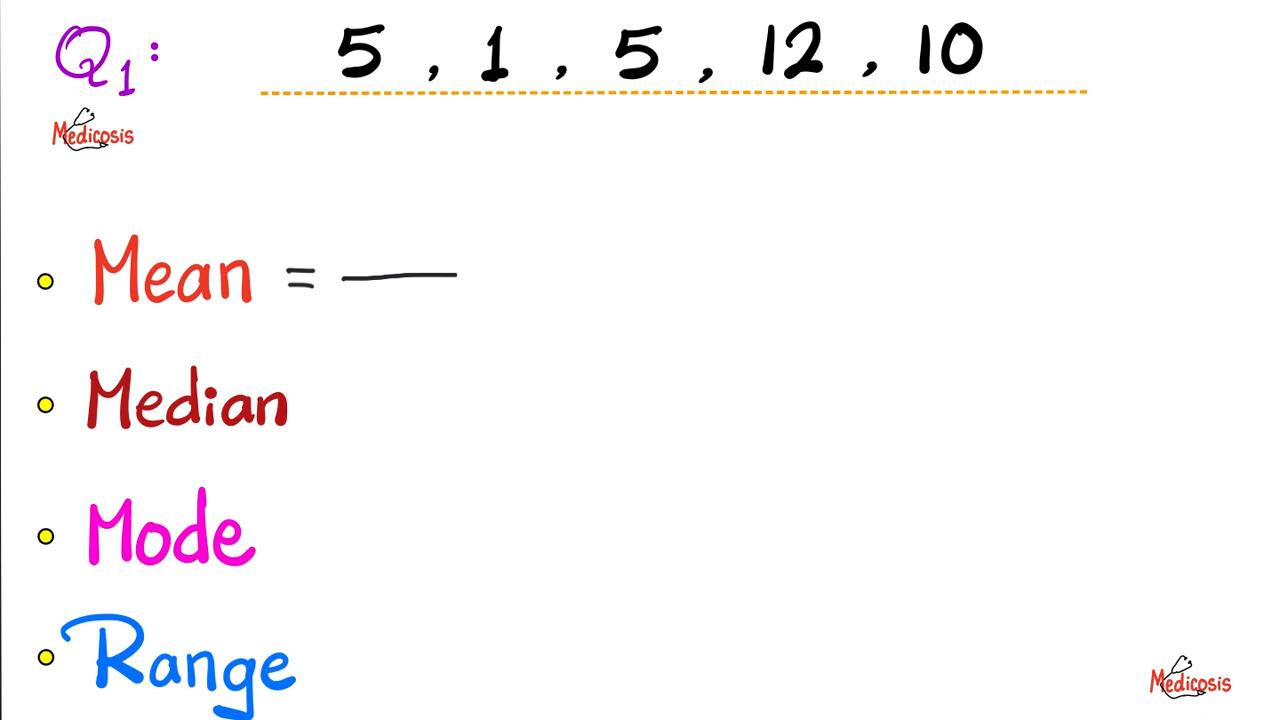 Q1: 5 , 1 , 5 , 12 , 10
Medicosis
Mean =
Median
Mode
Range
Medicosis